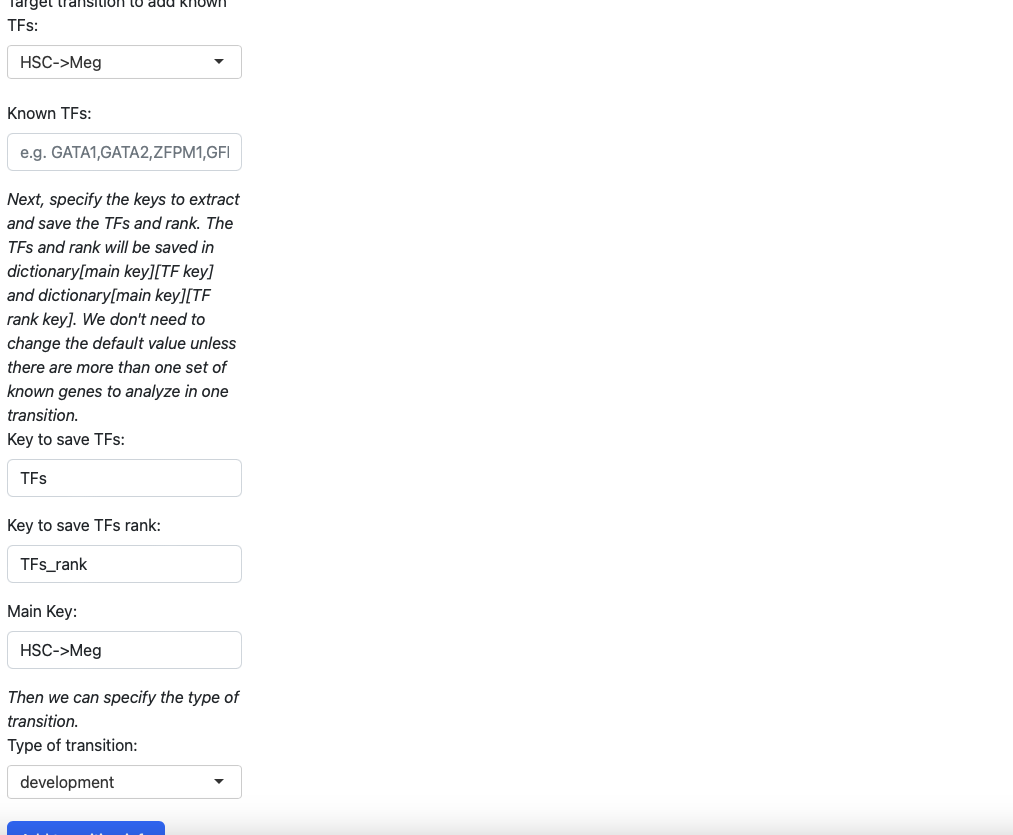 Target transition to add known
TFs:
HSC->Meg
Known TFs:
e.g. GATA1,GATA2,ZFPM1,GFI
Next, specify the keys to extract
and save the TFs and rank. The
TFs and rank will be saved in
dictionary[main key][TF key]
and dictionary[main key][TF
rank key]. We don't need to
change the default value unless
there are more than one set of
known genes to analyze in one
transition.
Key to save TFs:
TFs
Key to save TFs rank:
TFs_rank
Main Key:
HSC->Meg
Then we can specify the type of
transition.
Type of transition:
development